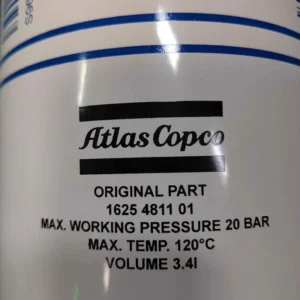 Atlas Copco
ORIGINAL PART
1625 4811 01
MAX. WORKING PRESSURE 20 BAR
MAX. TEMP. 120°C
VOLUME 3.4l